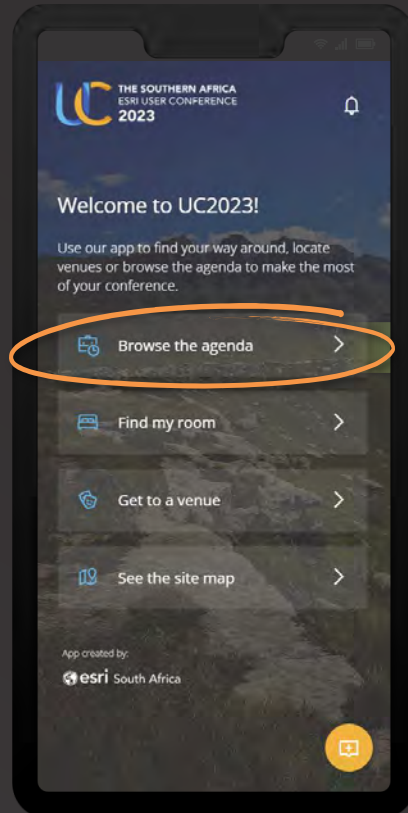 UC
THE SOUTHERN AFRICA
ESRI USER CONFERENCE
2023
Welcome to UC2023!
Use our app to find your way around, locate
venues or browse the agenda to make the most
of your conference.
Browse the agenda
Find my room
Get to a venue
See the site map
App created by:
esri South Africa